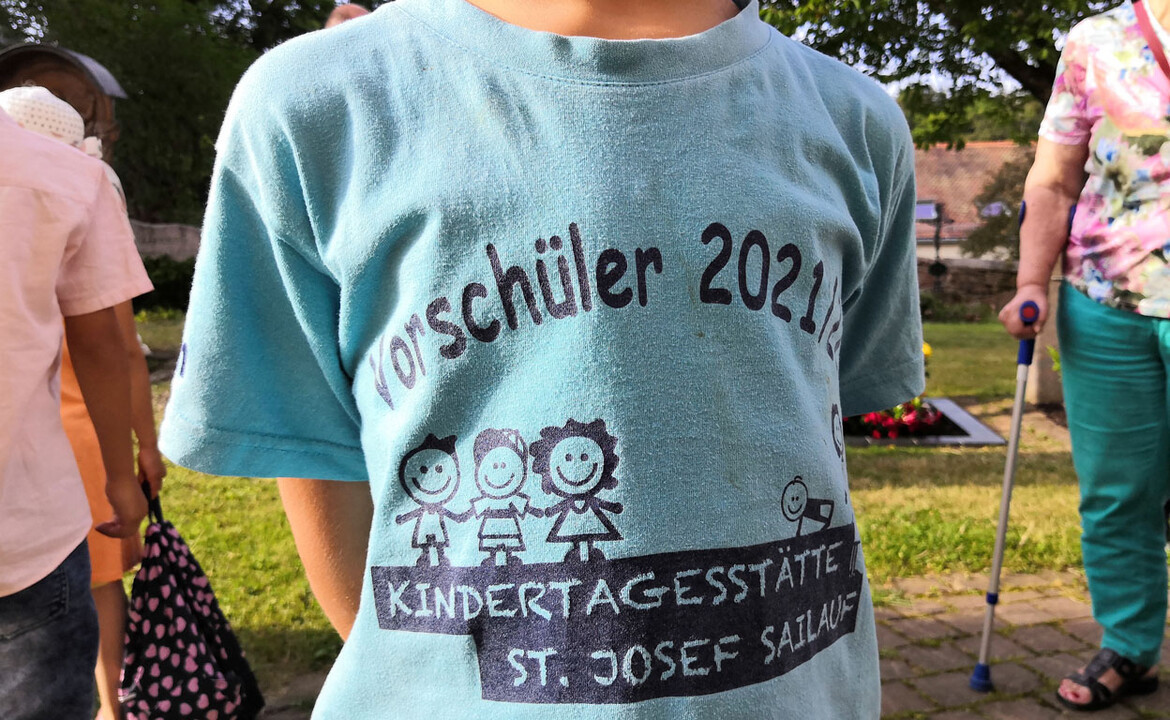 Vorschüler 2021/2
KINDERTAGESSTÄTTE
ST. JOSEF SAILAUF